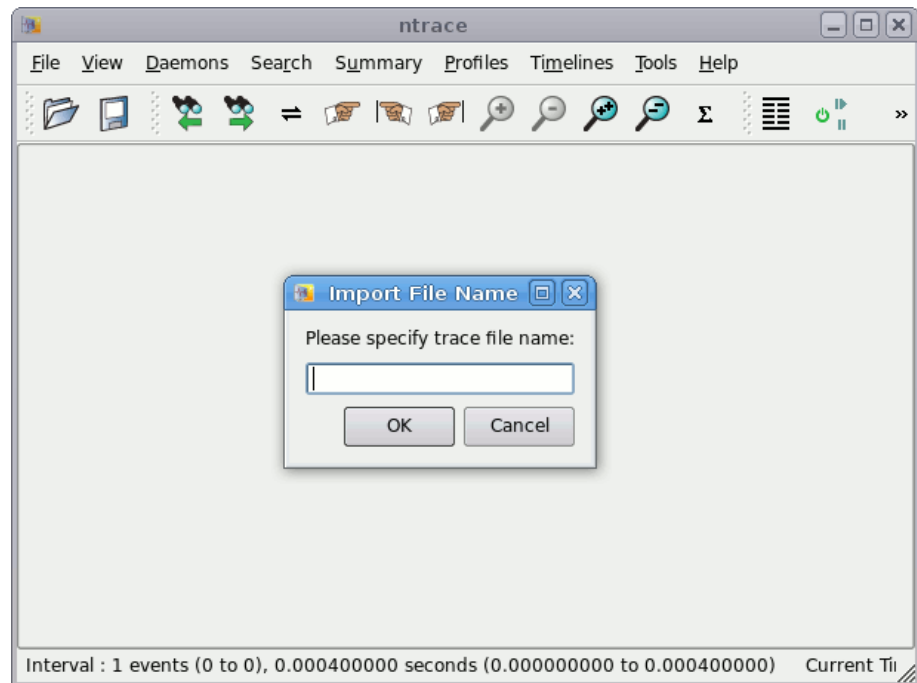 ntrace
File View Daemons Search Summary Profiles Timelines Tools Help
Σ »
Import File Name
Please specify trace file name:
OK Cancel
Interval : 1 events (0 to 0), 0.000400000 seconds (0.000000000 to 0.000400000) Current